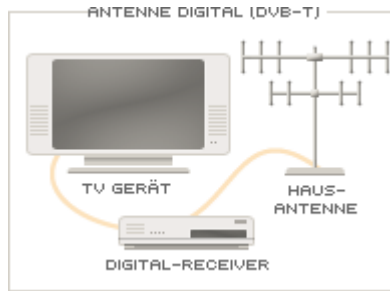 ANTENNE DIGITAL (DVB-T)
TV GERÄT
HAUS-
ANTENNE
DIGITAL-RECEIVER